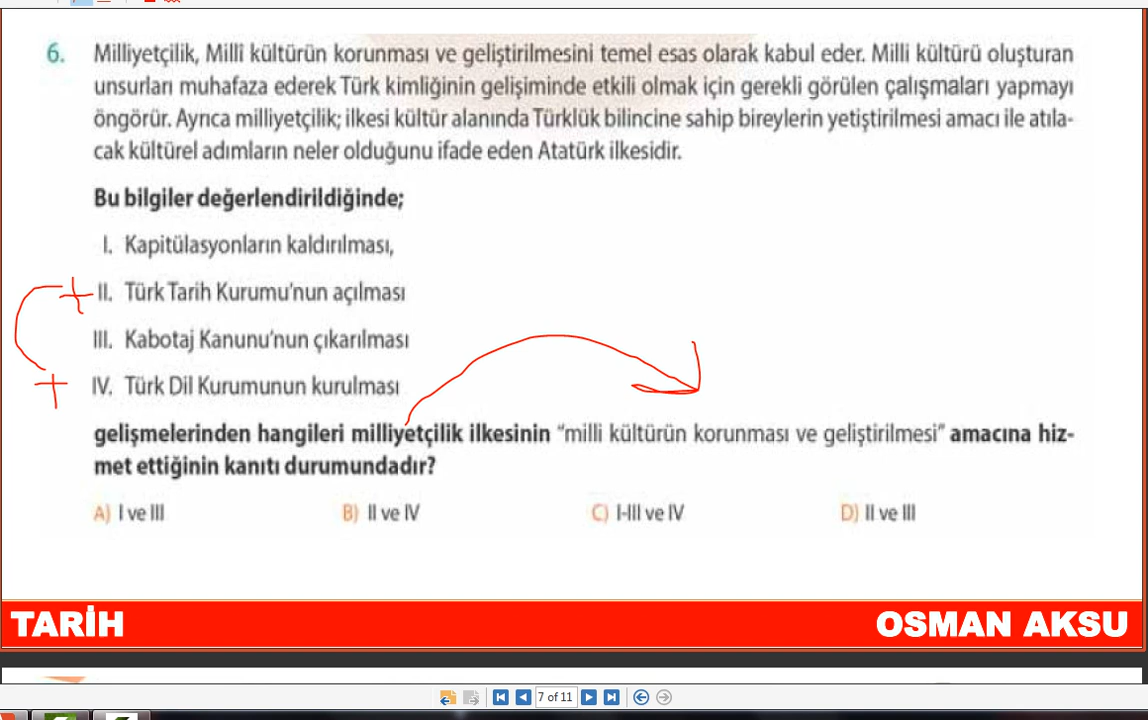 6. Milliyetçilik, Millî kültürün korunması ve geliştirilmesini temel esas olarak kabul eder. Milli kültürü oluşturan
unsurları muhafaza ederek Türk kimliğinin gelişiminde etkili olmak için gerekli görülen çalışmaları yapmayı
öngörür. Ayrıca milliyetçilik; ilkesi kültür alanında Türklük bilincine sahip bireylerin yetiştirilmesi amacı ile atıla-
cak kültürel adımların neler olduğunu ifade eden Atatürk ilkesidir.
Bu bilgiler değerlendirildiğinde;
I. Kapitülasyonların kaldırılması,
II. Türk Tarih Kurumu'nun açılması
III. Kabotaj Kanunu'nun çıkarılması
IV. Türk Dil Kurumunun kurulması
gelişmelerinden hangileri milliyetçilik ilkesinin "milli kültürün korunması ve geliştirilmesi" amacına hiz-
met ettiğinin kanıtı durumundadır?
A) I ve III B) II ve IV C) I-III ve IV D) II ve III
TARİH OSMAN AKSU
7 of 11